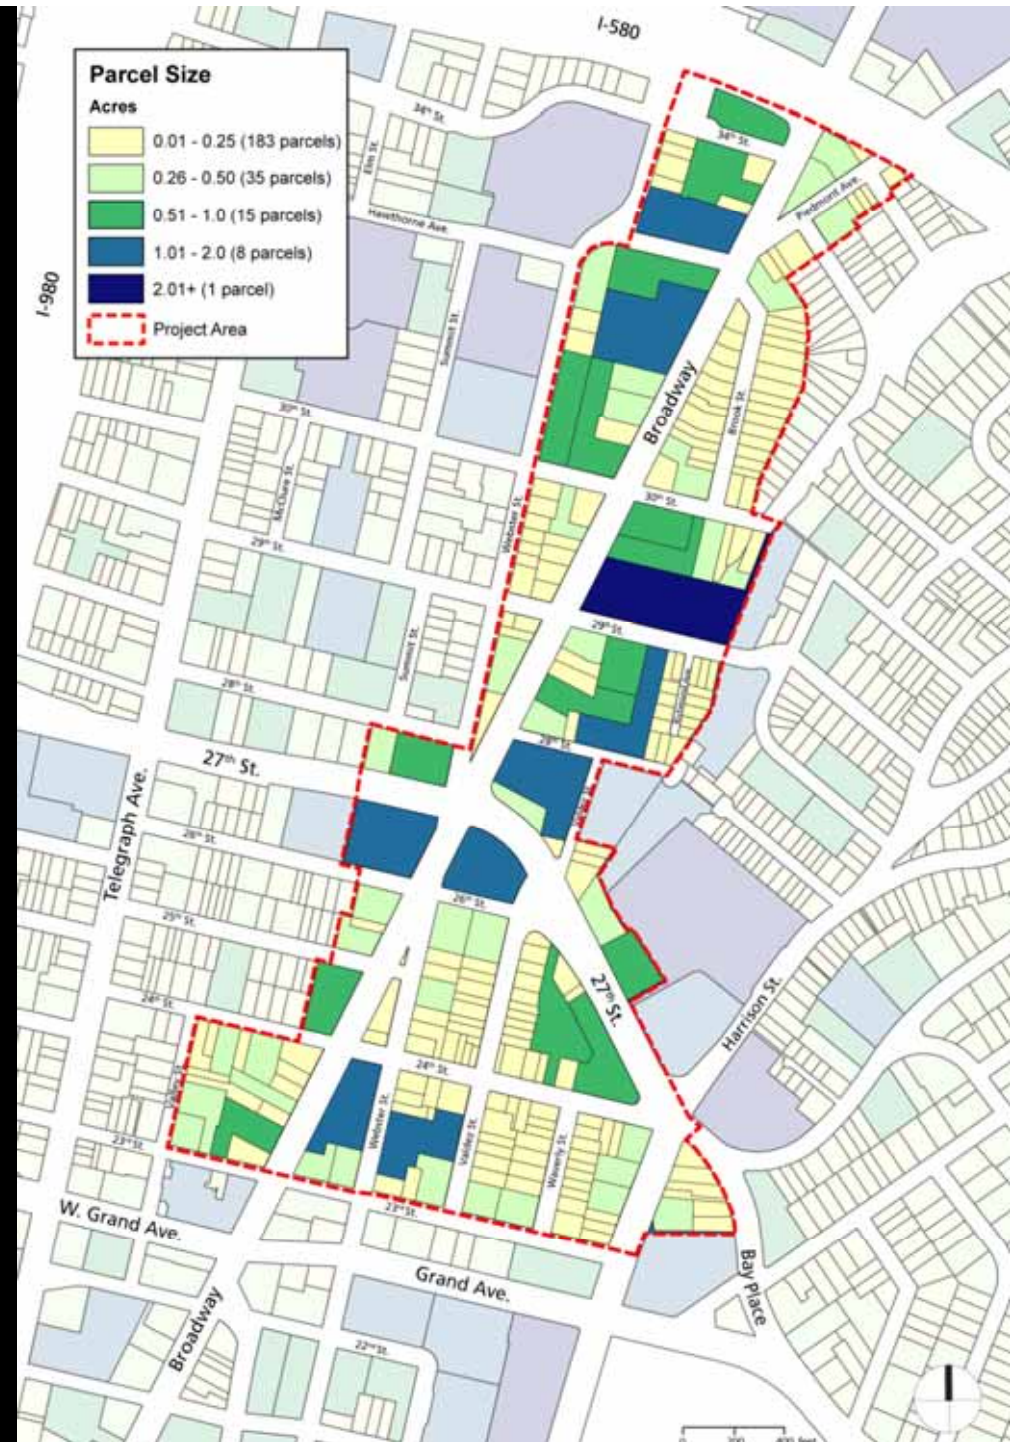 I-580
Parcel Size
Acres
0.01 - 0.25 (183 parcels)
0.26 - 0.50 (35 parcels)
0.51 - 1.0 (15 parcels)
1.01 - 2.0 (8 parcels)
2.01+ (1 parcel)
Project Area
34th St.
34th St.
Elm St.
Piedmont Ave.
Hawthorne Ave.
I-980
Summit St.
Broadway
Brook St.
30th St.
McClure St.
30th St.
Webster St.
29th St.
29th St.
Summit St.
28th St.
28th St.
27th St.
Telegraph Ave.
26th St.
26th St.
25th St.
27th St.
Harrison St.
24th St.
24th St.
Webster St.
Valdez St.
Waverly St.
23rd St.
23rd St.
W. Grand Ave.
Grand Ave.
Bay Place
Broadway
22nd St.
0 200 400 feet